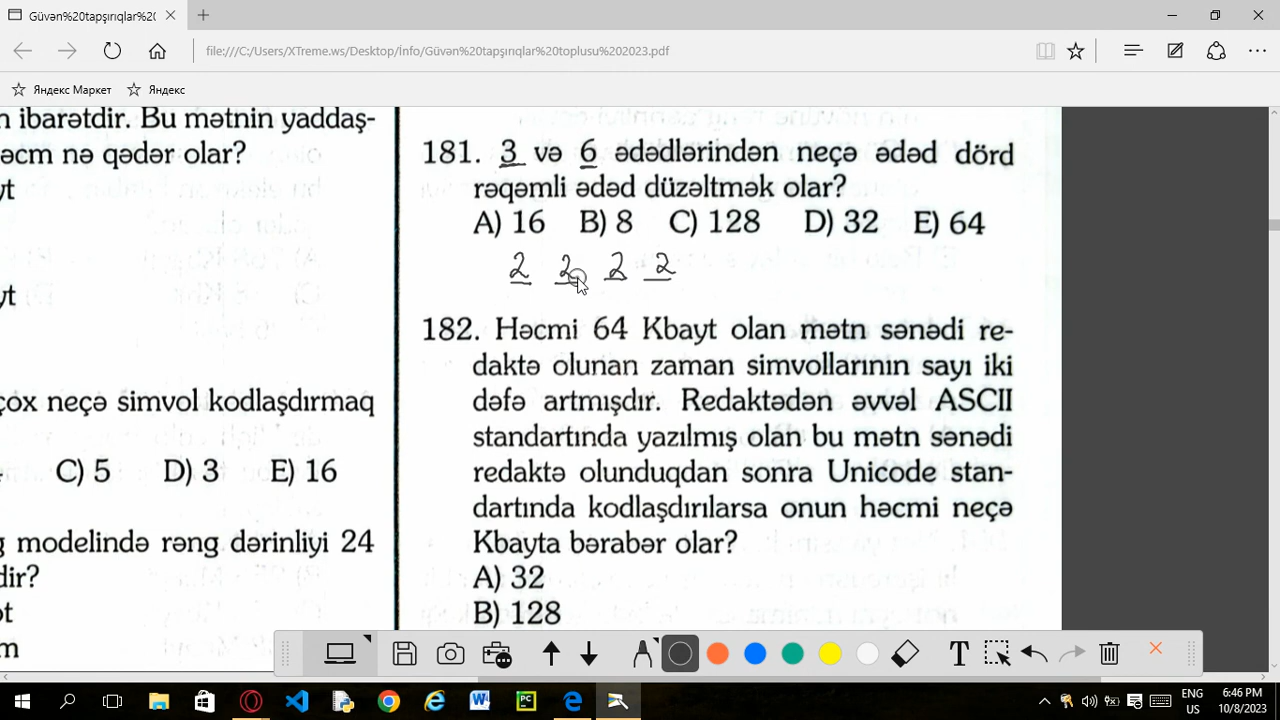 Güvən%20tapşırıqlar%20
file:///C:/Users/XTreme.ws/Desktop/İnfo/Güvən%20tapşırıqlar%20toplusu%202023.pdf
Яндекс Маркет Яндекс
n ibarətdir. Bu mətnin yaddaş-
əcm nə qədər olar?
yt
yt
çox neçə simvol kodlaşdırmaq
C) 5 D) 3 E) 16
g modelində rəng dərinliyi 24
dir?
ot
m
181. 3 və 6 ədədlərindən neçə ədəd dörd
rəqəmli ədəd düzəltmək olar?
A) 16 B) 8 C) 128 D) 32 E) 64
2 2 2 2
182. Həcmi 64 Kbayt olan mətn sənədi re-
daktə olunan zaman simvollarının sayı iki
dəfə artmışdır. Redaktədən əvvəl ASCII
standartında yazılmış olan bu mətn sənədi
redaktə olunduqdan sonra Unicode stan-
dartında kodlaşdırılarsa onun həcmi neçə
Kbayta bərabər olar?
A) 32
B) 128
T
W PC
ENG
US
6:46 PM
10/8/2023